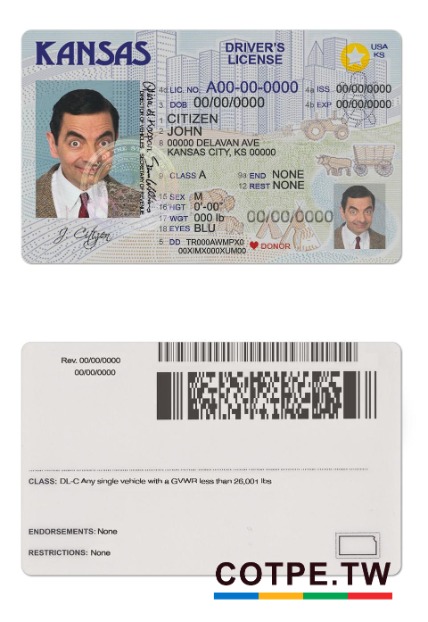 KANSAS
DRIVER'S
LICENSE
USA
KS
4d LIC. NO. A00-00-0000 4a ISS 00/00/0000
3. DOB 00/00/0000 4b EXP 00/00/0000
1 CITIZEN
2 JOHN
8 00000 DELAVAN AVE
KANSAS CITY, KS 00000
9 CLASS A 9a END NONE
12 REST NONE
15 SEX M
16 HGT 0'-00"
17 WGT 000 lb 00/00/0000
18 EYES BLU
5 DD TR000AWMPX0 DONOR
00XIMX000XUM00
J. Citizen
Rev. 00/00/0000
00/00/0000
CLASS: DL-C Any single vehicle with a GVWR less than 26,001 lbs
ENDORSEMENTS: None
RESTRICTIONS: None
COTPE.TW